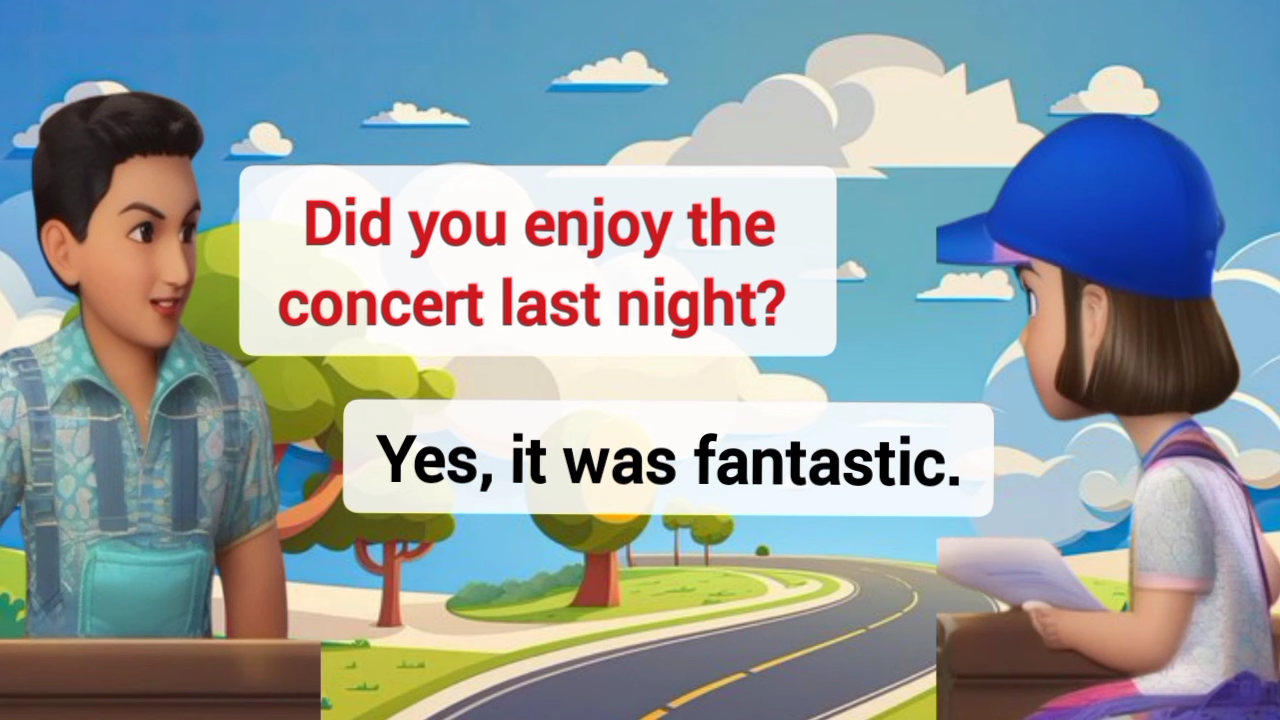 Did you enjoy the
concert last night?
Yes, it was fantastic.